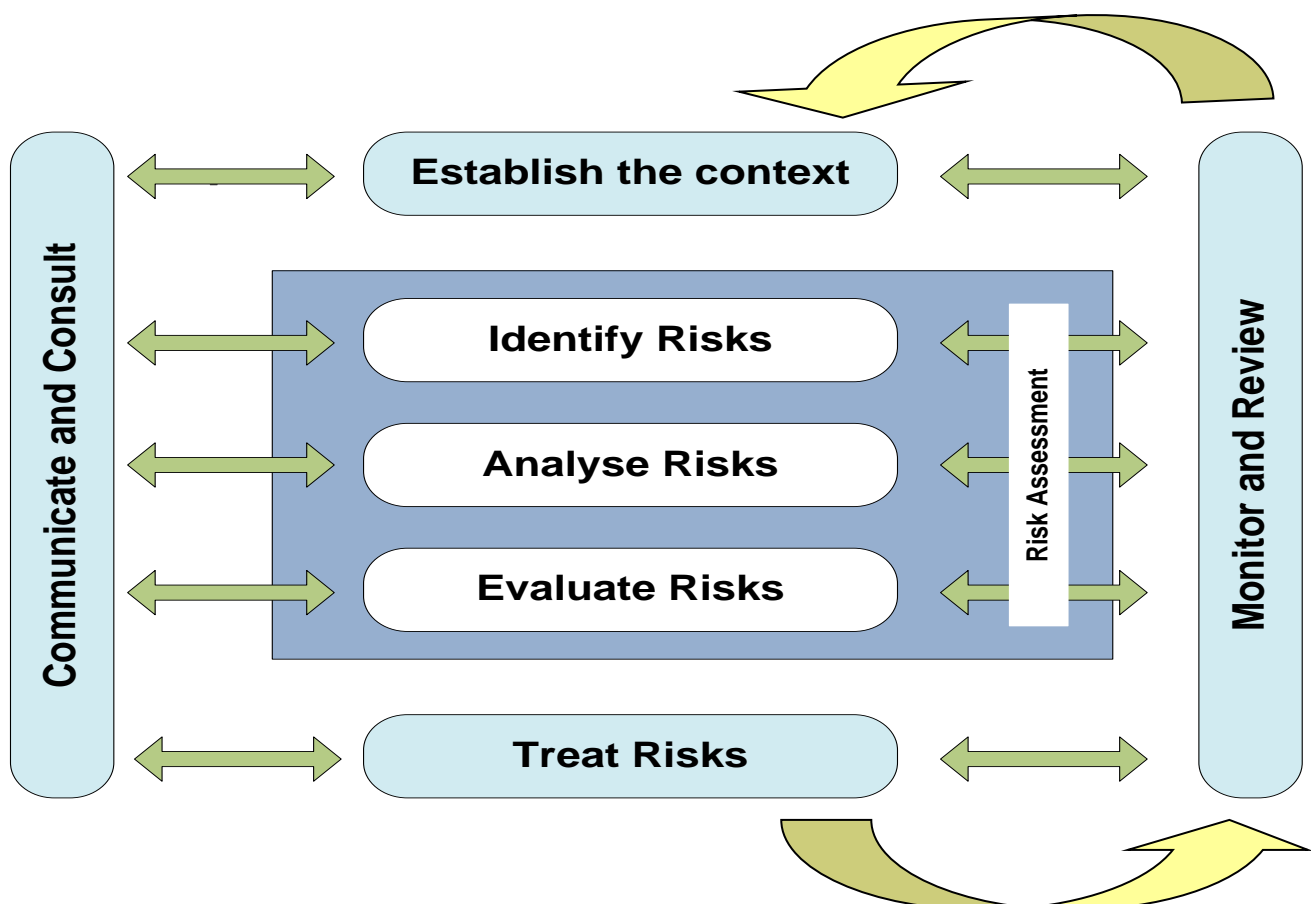 Establish the context
Communicate and Consult
Identify Risks
Analyse Risks
Evaluate Risks
Risk Assessment
Monitor and Review
Treat Risks